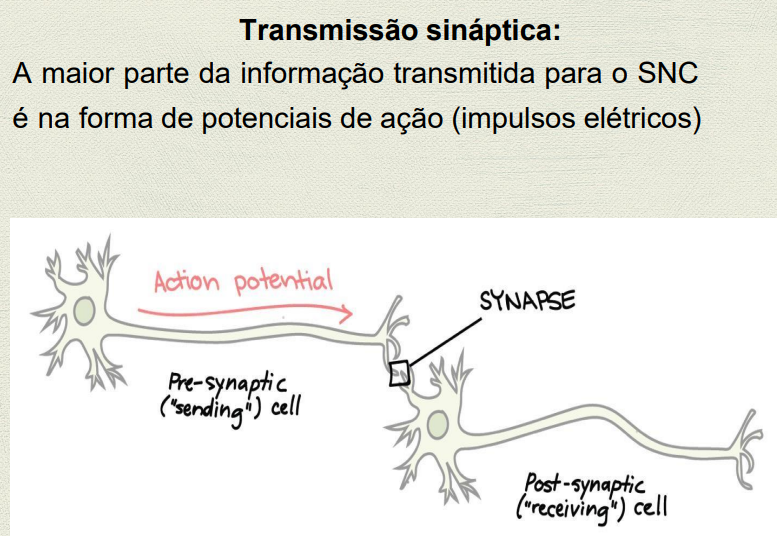 Transmissão sináptica:
A maior parte da informação transmitida para o SNC
é na forma de potenciais de ação (impulsos elétricos)
Action potential
SYNAPSE
Pre-synaptic
("sending") cell
Post-synaptic
("receiving") cell